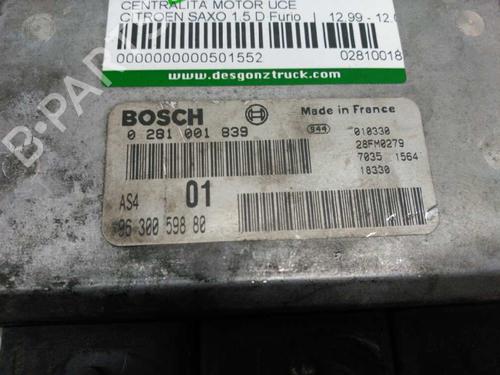 CENTRALITA MOTOR UCE
CITROEN SAXO 1.5 D Furio | 12.99 - 12.0
0000000000501552
02810018
www.desgonztruck.com
BOSCH
Made in France
0 281 001 839
S44
010330
28FM0279
7035 1564
18330
AS4
01
96 300 598 80
B-PARTS